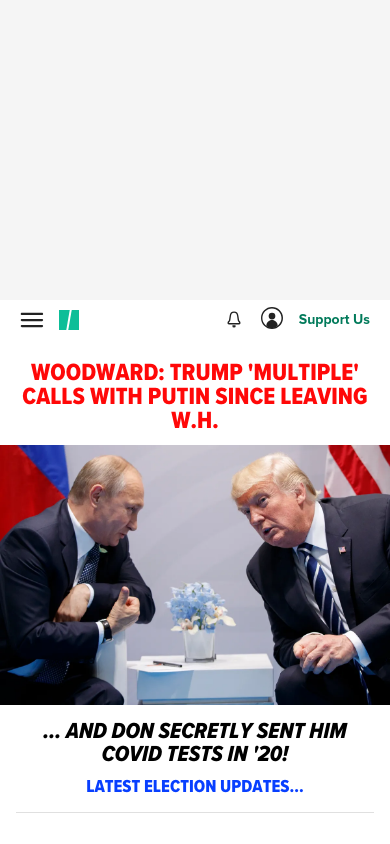 Support Us
WOODWARD: TRUMP 'MULTIPLE'
CALLS WITH PUTIN SINCE LEAVING
W.H.
... AND DON SECRETLY SENT HIM
COVID TESTS IN '20!
LATEST ELECTION UPDATES...